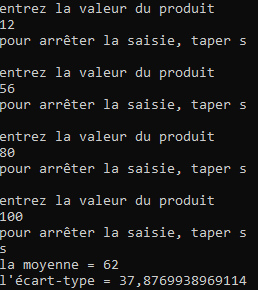 entrez la valeur du produit
12
pour arrêter la saisie, taper s
entrez la valeur du produit
56
pour arrêter la saisie, taper s
entrez la valeur du produit
80
pour arrêter la saisie, taper s
entrez la valeur du produit
100
pour arrêter la saisie, taper s
s
la moyenne = 62
l'écart-type = 37,8769938969114